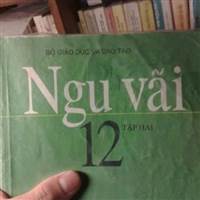 BỘ GIÁO DỤC VÀ ĐÀO TẠO
Ngu vãi
12
TẬP HAI